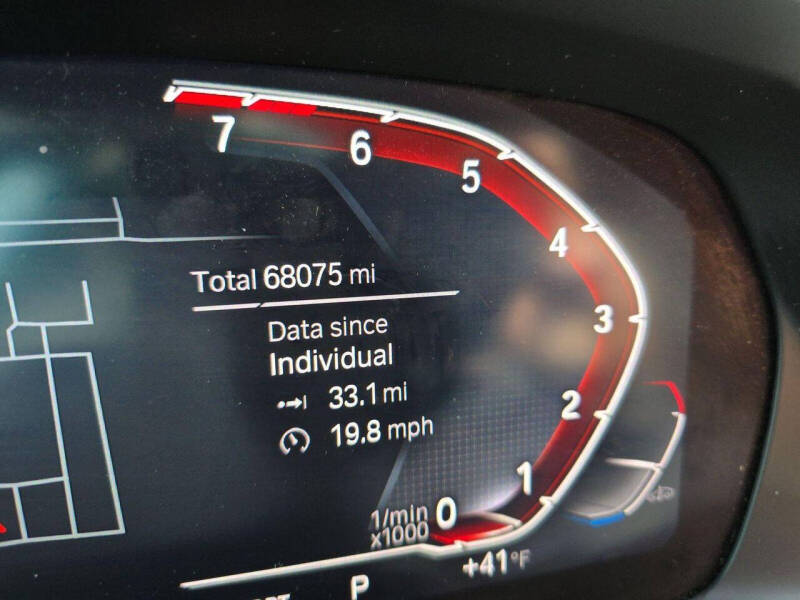 7
6
5
4
3
2
1
0
Total 68075 mi
Data since
Individual
33.1 mi
19.8 mph
1/min
x1000
+41°F
P